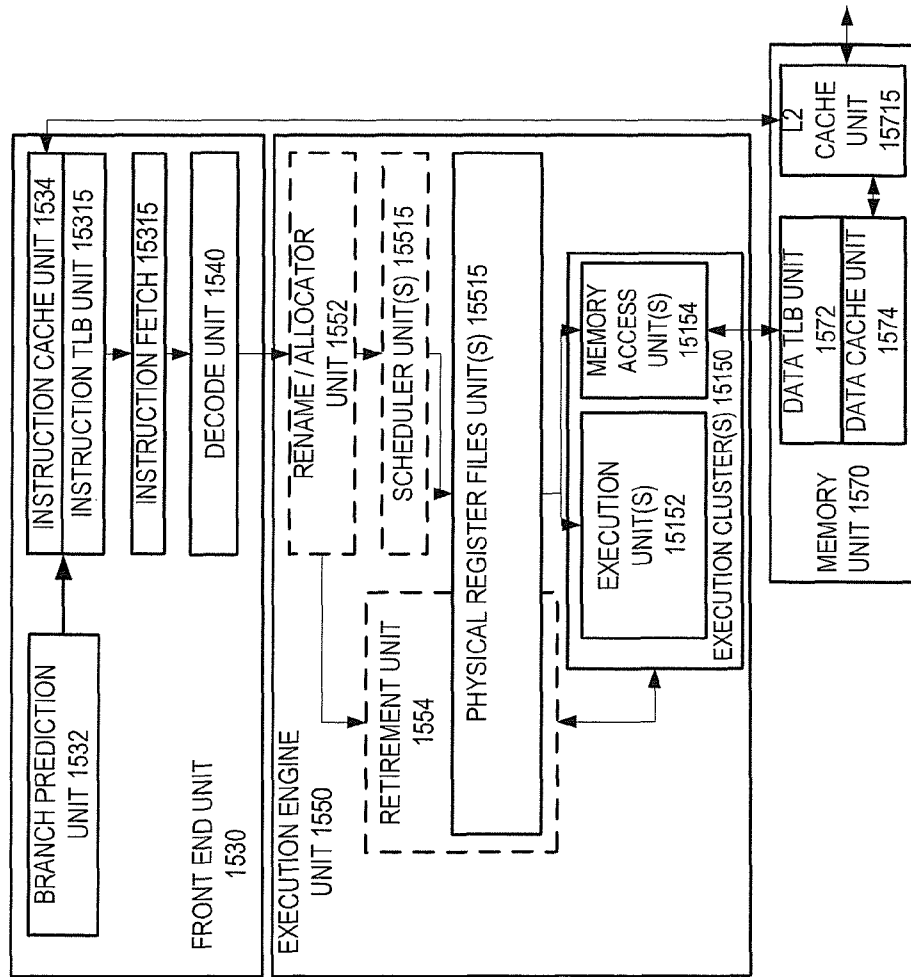 BRANCH PREDICTION
UNIT 1532
INSTRUCTION CACHE UNIT 1534
INSTRUCTION TLB UNIT 15315
INSTRUCTION FETCH 15315
DECODE UNIT 1540
FRONT END UNIT
1530
EXECUTION ENGINE
UNIT 1550
RENAME / ALLOCATOR
UNIT 1552
SCHEDULER UNIT(S) 15515
RETIREMENT UNIT
1554
PHYSICAL REGISTER FILES UNIT(S) 15515
EXECUTION
UNIT(S)
15152
MEMORY
ACCESS
UNIT(S)
15154
EXECUTION CLUSTER(S) 15150
MEMORY
UNIT 1570
DATA TLB UNIT
1572
DATA CACHE UNIT
1574
L2
CACHE
UNIT
15715